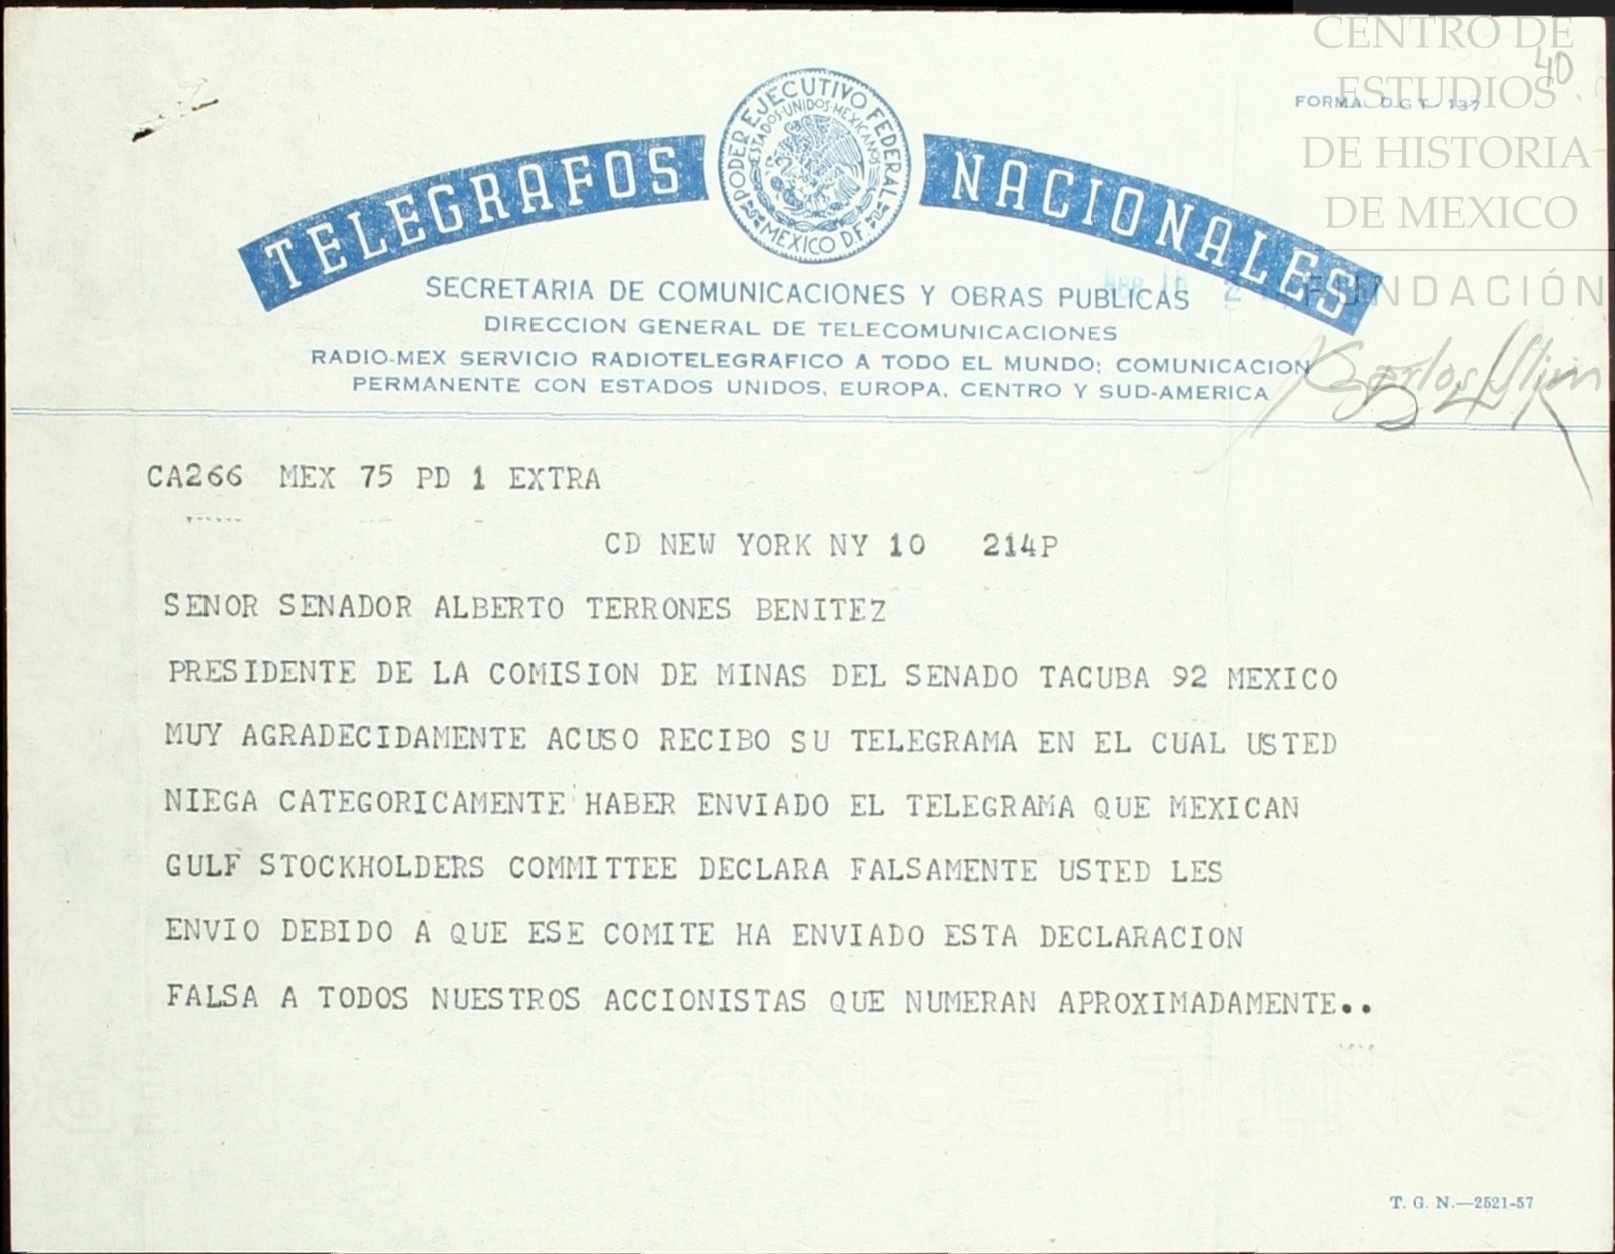 CENTRO DE
ESTUDIOS
DE HISTORIA
DE MEXICO
FUNDACIÓN
Carlos Slim
40
FORMA D G T - 137
TELEGRAFOS NACIONALES
PODER EJECUTIVO FEDERAL
ESTADOS UNIDOS MEXICANOS
MEXICO D.F.
SECRETARIA DE COMUNICACIONES Y OBRAS PUBLICAS
DIRECCION GENERAL DE TELECOMUNICACIONES
RADIO-MEX SERVICIO RADIOTELEGRAFICO A TODO EL MUNDO; COMUNICACION
PERMANENTE CON ESTADOS UNIDOS, EUROPA, CENTRO Y SUD-AMERICA
CA266 MEX 75 PD 1 EXTRA
CD NEW YORK NY 10 214P
SENOR SENADOR ALBERTO TERRONES BENITEZ
PRESIDENTE DE LA COMISION DE MINAS DEL SENADO TACUBA 92 MEXICO
MUY AGRADECIDAMENTE ACUSO RECIBO SU TELEGRAMA EN EL CUAL USTED
NIEGA CATEGORICAMENTE HABER ENVIADO EL TELEGRAMA QUE MEXICAN
GULF STOCKHOLDERS COMMITTEE DECLARA FALSAMENTE USTED LES
ENVIO DEBIDO A QUE ESE COMITE HA ENVIADO ESTA DECLARACION
FALSA A TODOS NUESTROS ACCIONISTAS QUE NUMERAN APROXIMADAMENTE..
T. G. N.—2521-57